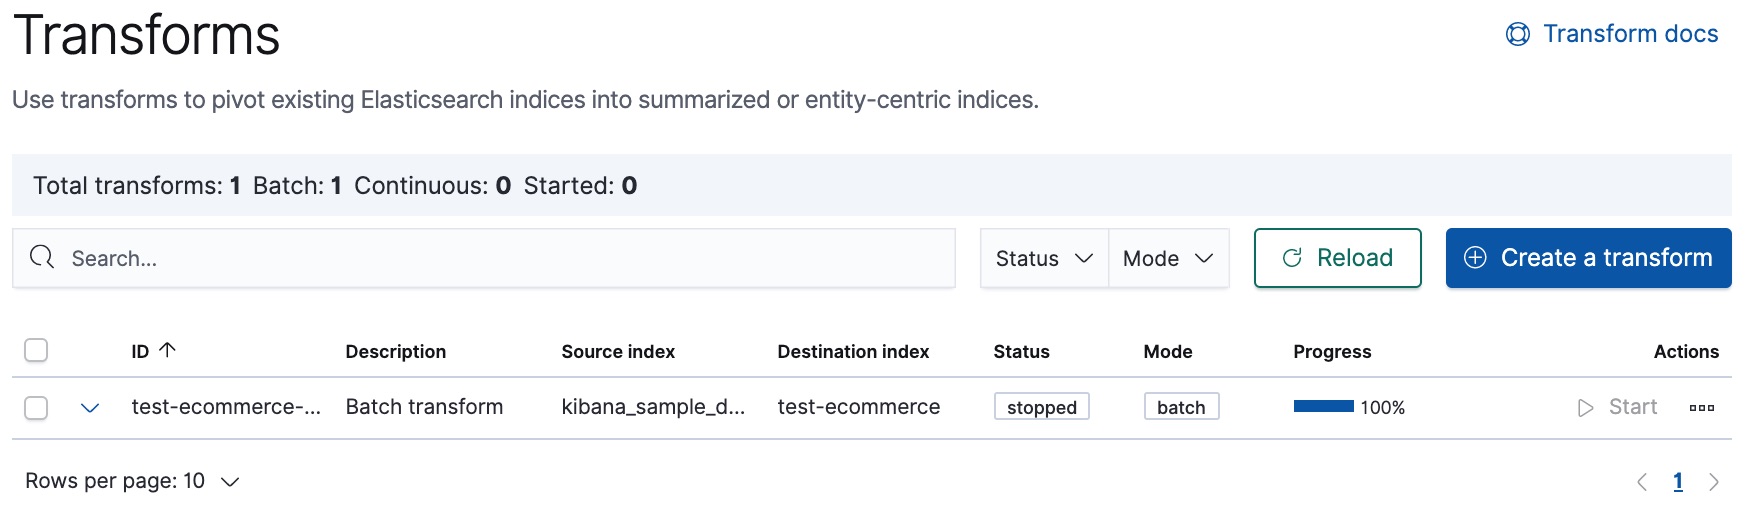 Transforms
Transform docs
Use transforms to pivot existing Elasticsearch indices into summarized or entity-centric indices.
Total transforms: 1 Batch: 1 Continuous: 0 Started: 0
Search... Status Mode Reload Create a transform
ID Description Source index Destination index Status Mode Progress Actions
test-ecommerce-... Batch transform kibana_sample_d... test-ecommerce stopped batch 100% Start
Rows per page: 10 1